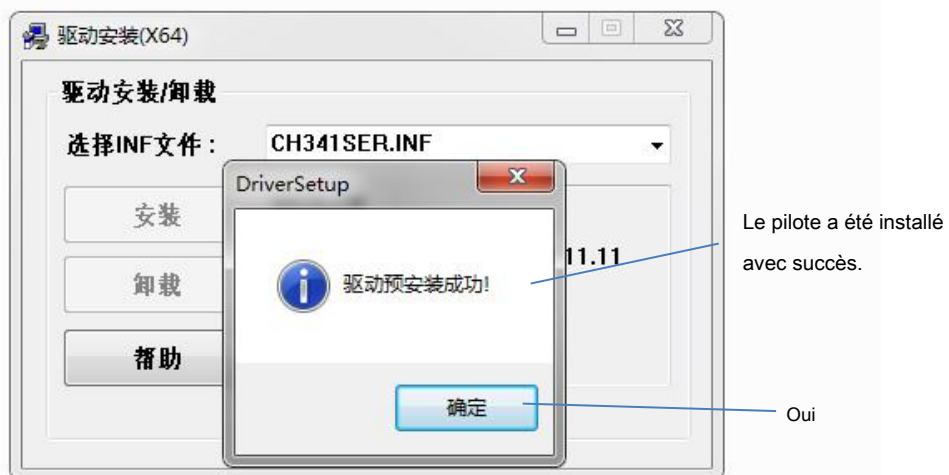 驱动安装(X64)
驱动安装/卸载
选择INF文件：
CH341SER.INF
DriverSetup
安装
卸载
帮助
11.11
驱动预安装成功!
确定
Le pilote a été installé
avec succès.
Oui